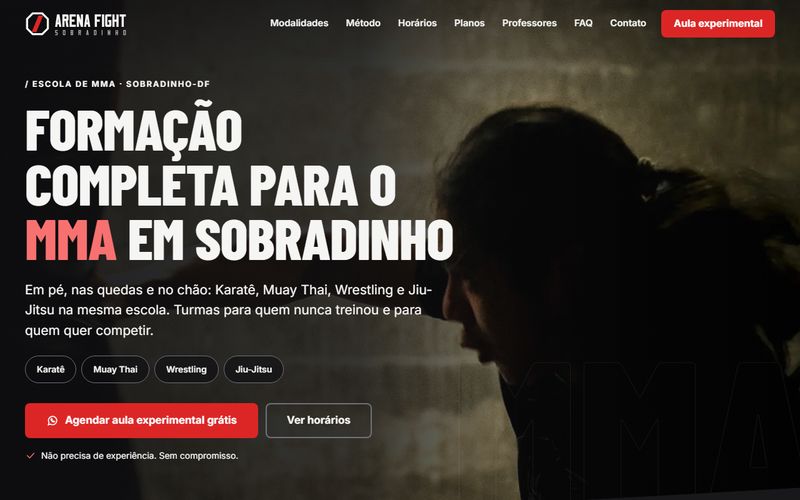 ARENA FIGHT
SOBRADINHO
Modalidades Método Horários Planos Professores FAQ Contato Aula experimental
/ ESCOLA DE MMA · SOBRADINHO-DF
FORMAÇÃO
COMPLETA PARA O
MMA EM SOBRADINHO
Em pé, nas quedas e no chão: Karatê, Muay Thai, Wrestling e Jiu-
Jitsu na mesma escola. Turmas para quem nunca treinou e para
quem quer competir.
Karatê Muay Thai Wrestling Jiu-Jitsu
Agendar aula experimental grátis Ver horários
Não precisa de experiência. Sem compromisso.
MMA